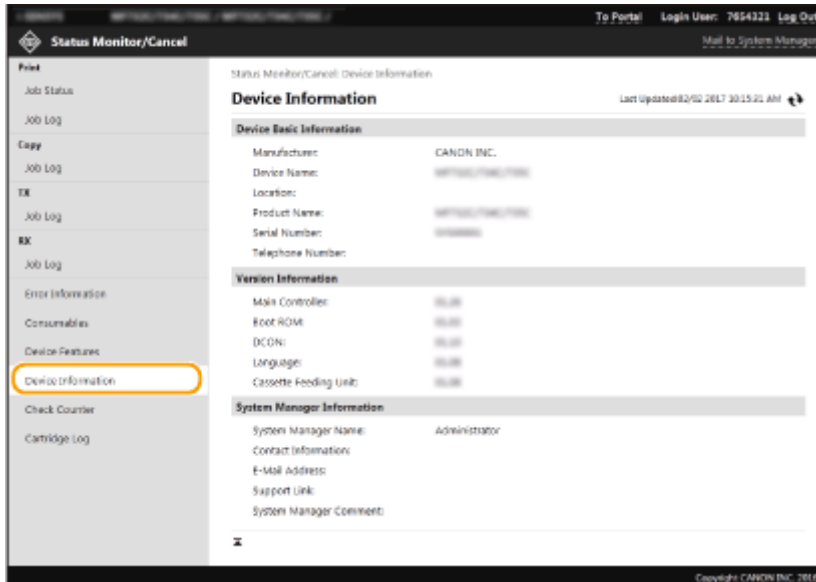 To Portal Login User: 7654321 Log Out
Status Monitor/Cancel
Mail to System Manager
Print
Job Status
Job Log
Copy
Job Log
TX
Job Log
RX
Job Log
Error Information
Consumables
Device Features
Device Information
Check Counter
Cartridge Log
Status Monitor/Cancel: Device Information
Device Information
Last Updated:02/02 2017 10:15:21 AM
Device Basic Information
Manufacturer: CANON INC.
Device Name:
Location:
Product Name:
Serial Number:
Telephone Number:
Version Information
Main Controller:
Boot ROM:
DCON:
Language:
Cassette Feeding Unit:
System Manager Information
System Manager Name: Administrator
Contact Information:
E-Mail Address:
Support Link:
System Manager Comment:
Copyright CANON INC. 2016